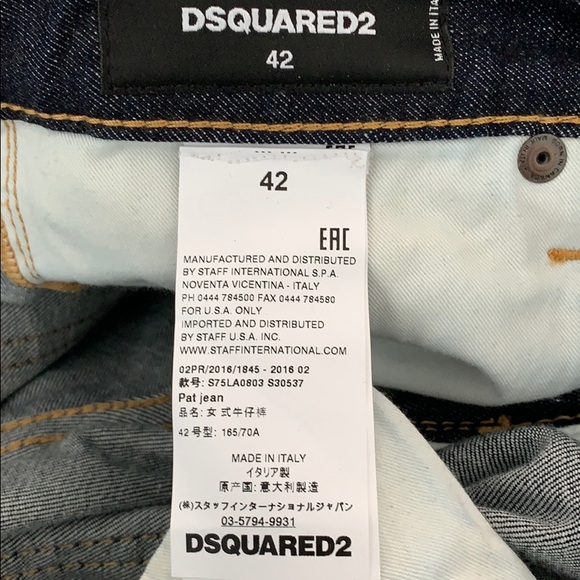 DSQUARED2
42
MADE IN ITA
42
EAC
MANUFACTURED AND DISTRIBUTED
BY STAFF INTERNATIONAL S.P.A.
NOVENTA VICENTINA - ITALY
PH 0444 784500 FAX 0444 784580
FOR U.S.A. ONLY
IMPORTED AND DISTRIBUTED
BY STAFF U.S.A. INC.
WWW.STAFFINTERNATIONAL.COM
02PR/2016/1845 - 2016 02
款号: S75LA0803 S30537
Pat jean
品名: 女式牛仔裤
42号型: 165/70A
MADE IN ITALY
イタリア製
原产国: 意大利製造
(株)スタッフインターナショナルジャパン
03-5794-9931
DSQUARED2